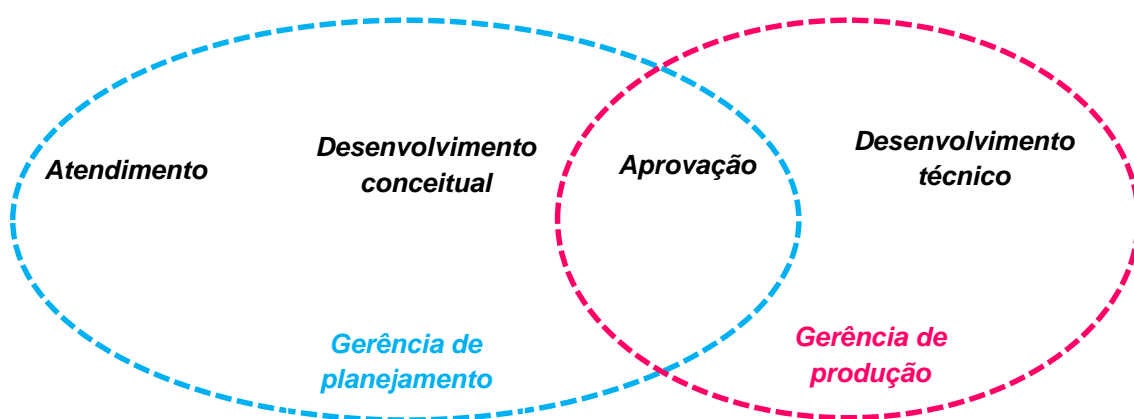 Atendimento
Desenvolvimento
conceitual
Aprovação
Desenvolvimento
técnico
Gerência de
planejamento
Gerência de
produção